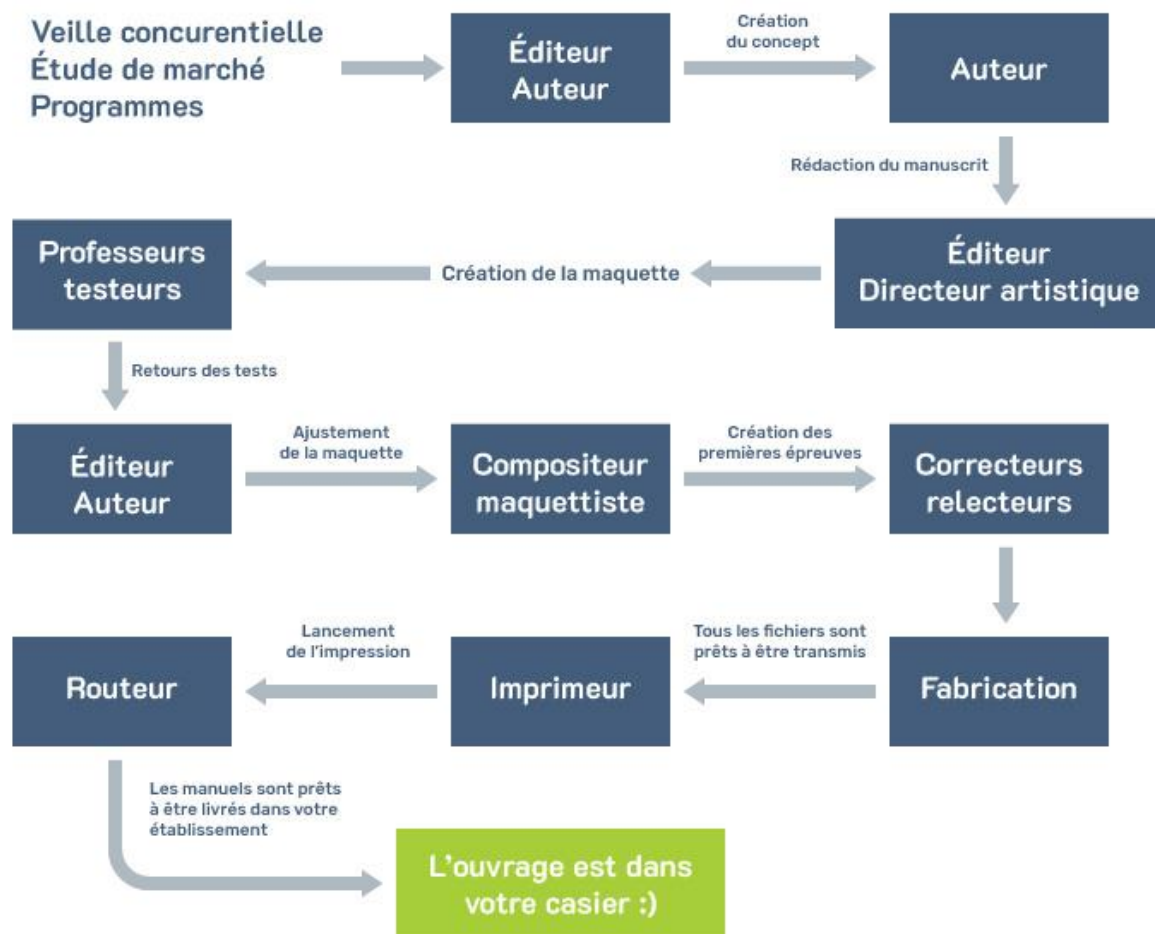 Veille concurentielle
Étude de marché
Programmes
Éditeur
Auteur
Création
du concept
Auteur
Rédaction du manuscrit
Éditeur
Directeur artistique
Création de la maquette
Professeurs
testeurs
Retours des tests
Éditeur
Auteur
Ajustement
de la maquette
Compositeur
maquettiste
Création des
premières épreuves
Correcteurs
relecteurs
Fabrication
Tous les fichiers sont
prêts à être transmis
Imprimeur
Lancement
de l'impression
Routeur
Les manuels sont prêts
à être livrés dans votre
établissement
L'ouvrage est dans
votre casier :)